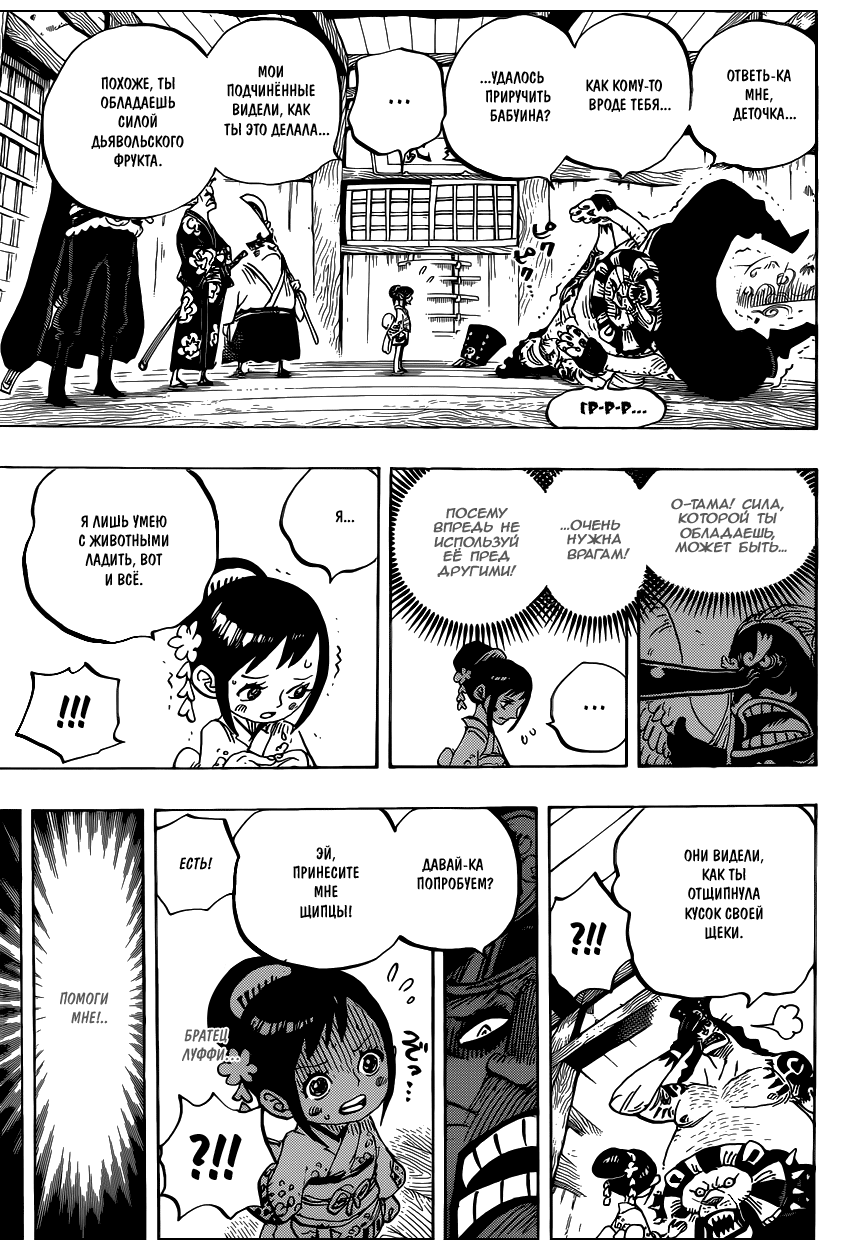 ОТВЕТЬ-КА
МНЕ,
ДЕТОЧКА...
КАК КОМУ-ТО
ВРОДЕ ТЕБЯ...
...УДАЛОСЬ
ПРИРУЧИТЬ
БАБУИНА?
...
МОИ
ПОДЧИНЁННЫЕ
ВИДЕЛИ, КАК
ТЫ ЭТО ДЕЛАЛА...
ПОХОЖЕ, ТЫ
ОБЛАДАЕШЬ
СИЛОЙ
ДЬЯВОЛЬСКОГО
ФРУКТА.
ГР-Р-Р...
О-ТАМА! СИЛА,
КОТОРОЙ ТЫ
ОБЛАДАЕШЬ,
МОЖЕТ БЫТЬ...
...ОЧЕНЬ
НУЖНА
ВРАГАМ!
ПОСЕМУ
ВПРЕДЬ НЕ
ИСПОЛЬЗУЙ
ЕЁ ПРЕД
ДРУГИМИ!
...
Я...
Я ЛИШЬ УМЕЮ
С ЖИВОТНЫМИ
ЛАДИТЬ, ВОТ
И ВСЁ.
!!!
ОНИ ВИДЕЛИ,
КАК ТЫ
ОТЩИПНУЛА
КУСОК СВОЕЙ
ЩЕКИ.
?!!
ДАВАЙ-КА
ПОПРОБУЕМ?
ЭЙ,
ПРИНЕСИТЕ
МНЕ
ЩИПЦЫ!
ЕСТЬ!
БРАТЕЦ
ЛУФФИ...
?!!
ПОМОГИ
МНЕ!..